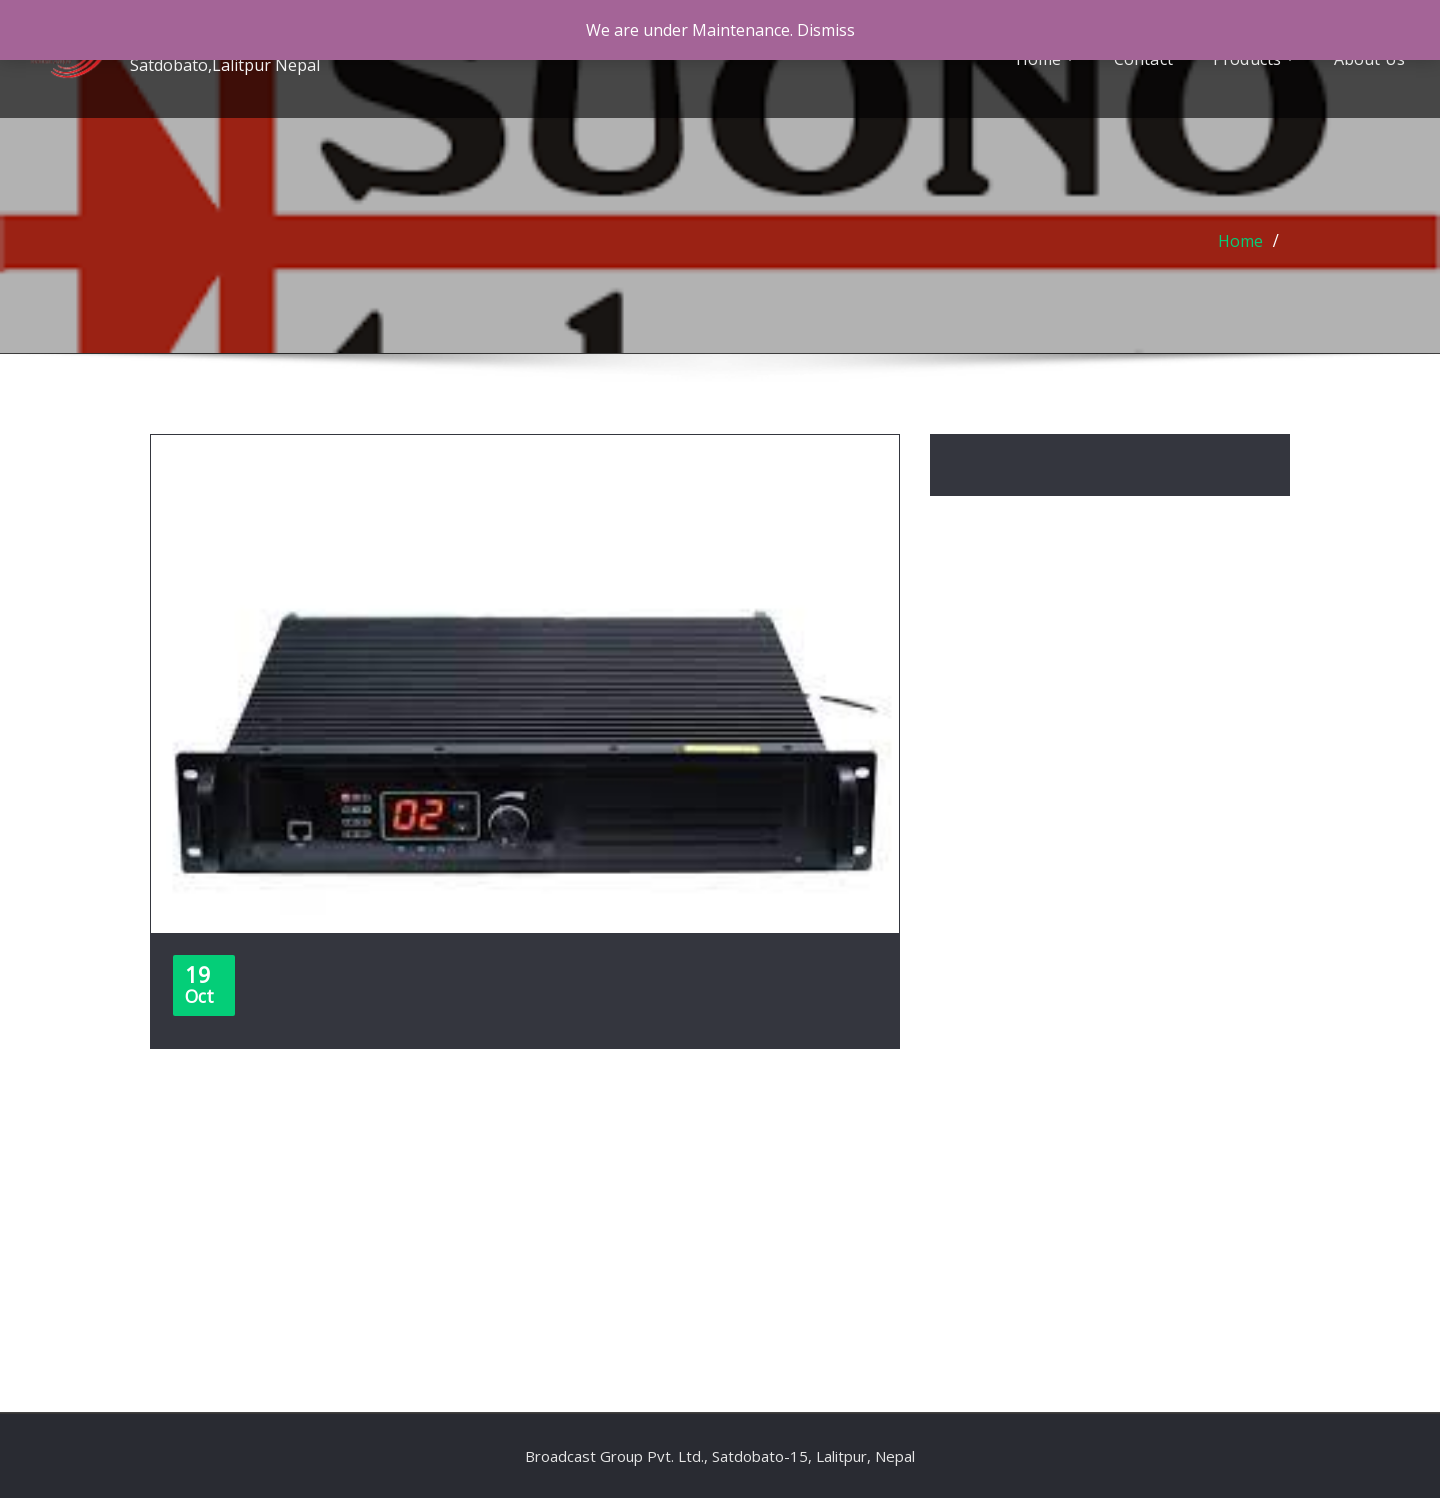 We are under Maintenance. Dismiss
Satdobato,Lalitpur Nepal
Home
Contact
Products
About Us
SUONO
Home /
02
19
Oct
Broadcast Group Pvt. Ltd., Satdobato-15, Lalitpur, Nepal